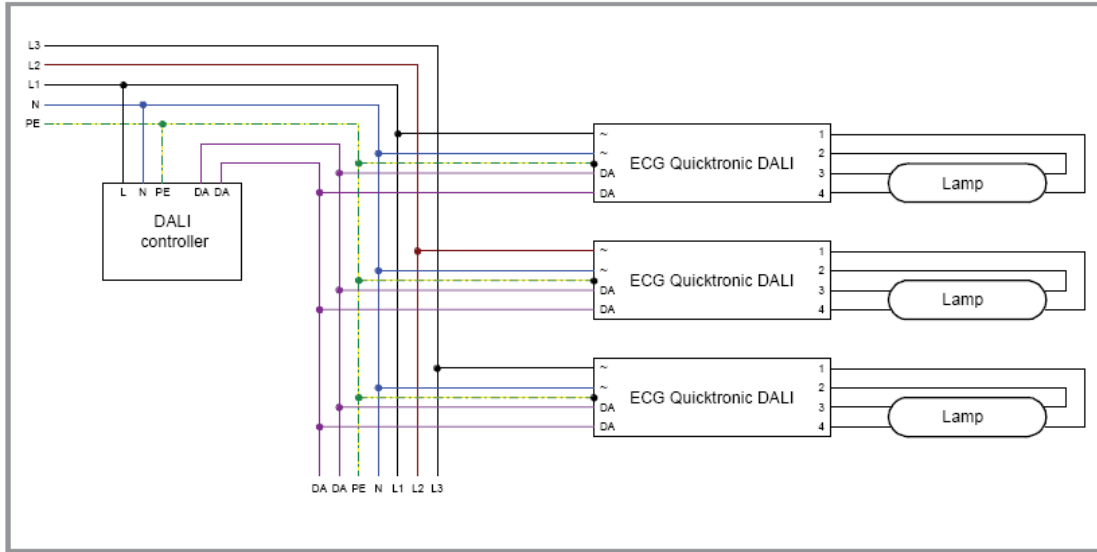 L3
L2
L1
N
PE
L N PE DA DA
DALI
controller
~
~
DA
DA
ECG Quicktronic DALI
1
2
3
4
Lamp
~
~
DA
DA
ECG Quicktronic DALI
1
2
3
4
Lamp
~
~
DA
DA
ECG Quicktronic DALI
1
2
3
4
Lamp
DA DA PE N L1 L2 L3